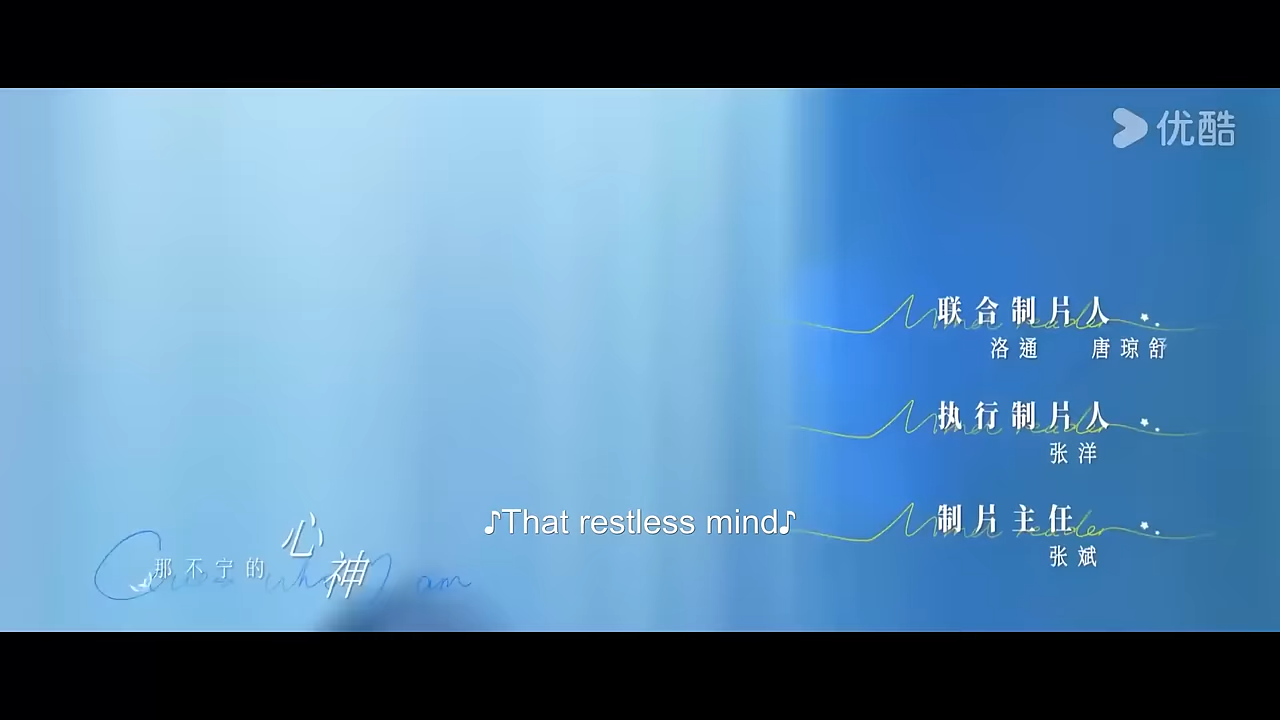 优酷
联合制片人
洛通 唐琼舒
执行制片人
张洋
制片主任
张斌
♪That restless mind♪
那不宁的心神